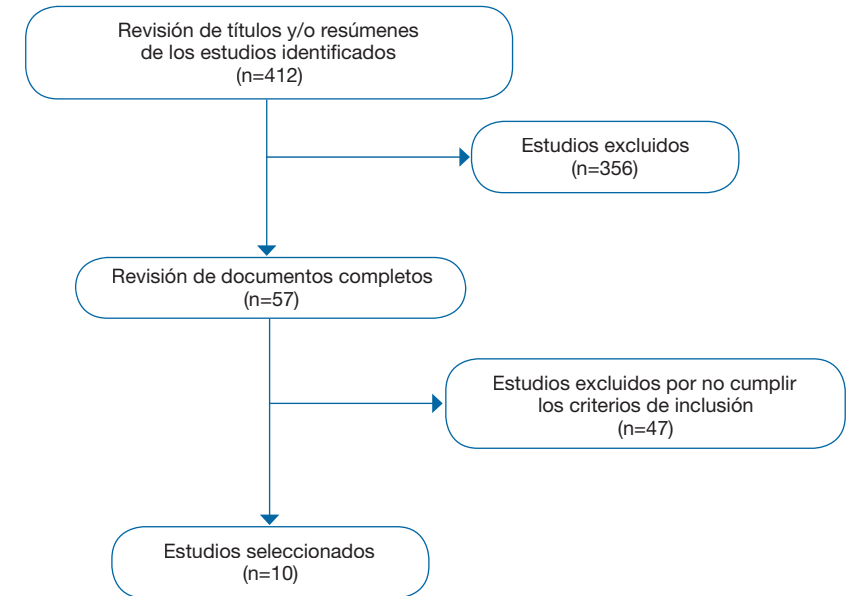 Revisión de títulos y/o resúmenes
de los estudios identificados
(n=412)
Estudios excluidos
(n=356)
Revisión de documentos completos
(n=57)
Estudios excluidos por no cumplir
los criterios de inclusión
(n=47)
Estudios seleccionados
(n=10)